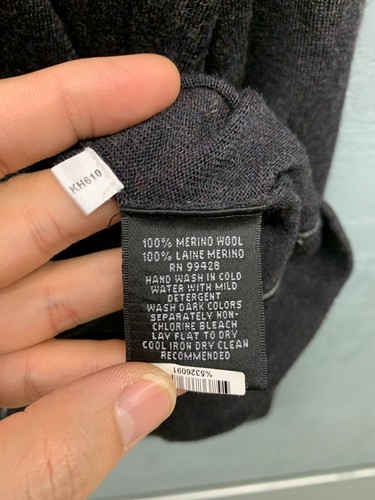 KH610
100% MERINO WOOL
100% LAINE MERINO
RN 99428
HAND WASH IN COLD
WATER WITH MILD
DETERGENT
WASH DARK COLORS
SEPARATELY NON-
CHLORINE BLEACH
LAY FLAT TO DRY
COOL IRON DRY CLEAN
RECOMMENDED
%5326091